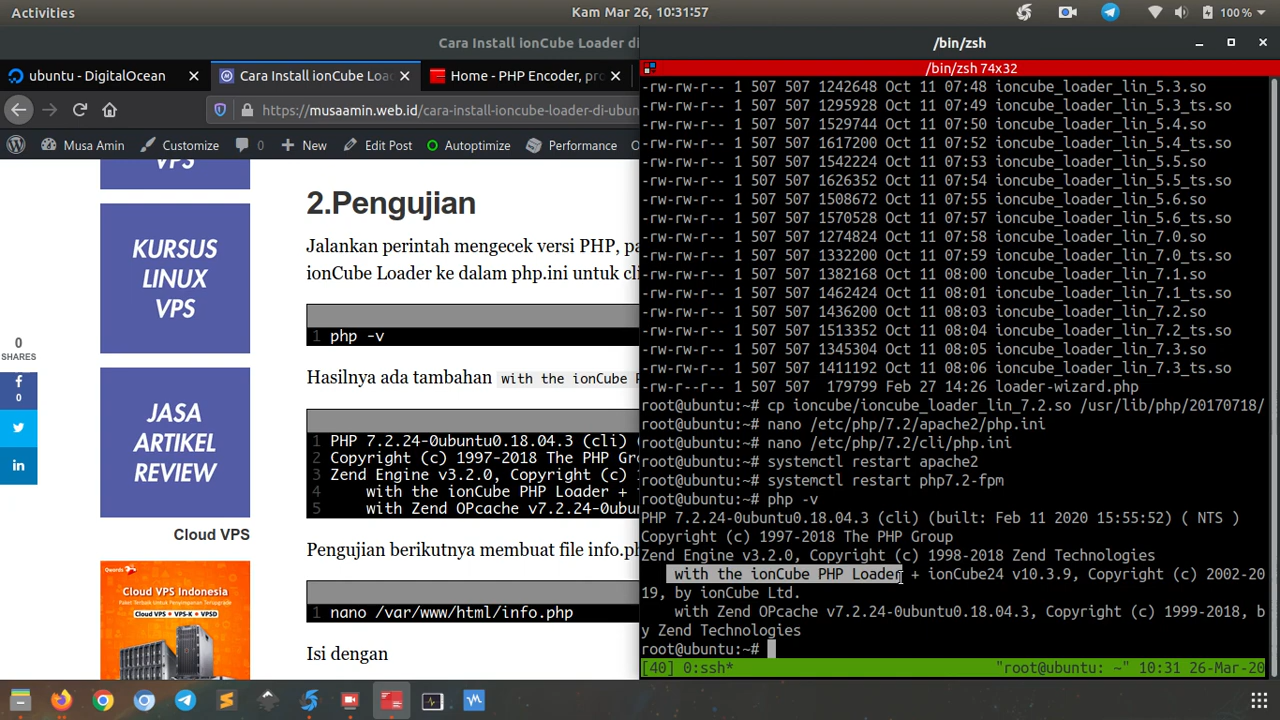 Activities
Kam Mar 26, 10:31:57
100 %
Cara Install ionCube Loader di
ubuntu - DigitalOcean
Cara Install ionCube Loa
Home - PHP Encoder, pro
https://musaamin.web.id/cara-install-ioncube-loader-di-ubun
Musa Amin
Customize
0
New
Edit Post
Autoptimize
Performance
VPS
KURSUS
LINUX
VPS
JASA
ARTIKEL
REVIEW
Cloud VPS
Cloud VPS Indonesia
0
SHARES
0
2.Pengujian
Jalankan perintah mengecek versi PHP, pa
ionCube Loader ke dalam php.ini untuk cli
1 php -v
Hasilnya ada tambahan with the ionCube P
1 PHP 7.2.24-0ubuntu0.18.04.3 (cli) (
2 Copyright (c) 1997-2018 The PHP Gro
3 Zend Engine v3.2.0, Copyright (c) 1
4 with the ionCube PHP Loader + i
5 with Zend OPcache v7.2.24-0ubun
Pengujian berikutnya membuat file info.ph
1 nano /var/www/html/info.php
Isi dengan
/bin/zsh
/bin/zsh 74x32
-rw-rw-r-- 1 507 507 1242648 Oct 11 07:48 ioncube_loader_lin_5.3.so
-rw-rw-r-- 1 507 507 1295928 Oct 11 07:49 ioncube_loader_lin_5.3_ts.so
-rw-rw-r-- 1 507 507 1529744 Oct 11 07:50 ioncube_loader_lin_5.4.so
-rw-rw-r-- 1 507 507 1617200 Oct 11 07:52 ioncube_loader_lin_5.4_ts.so
-rw-rw-r-- 1 507 507 1542224 Oct 11 07:53 ioncube_loader_lin_5.5.so
-rw-rw-r-- 1 507 507 1626352 Oct 11 07:54 ioncube_loader_lin_5.5_ts.so
-rw-rw-r-- 1 507 507 1508672 Oct 11 07:55 ioncube_loader_lin_5.6.so
-rw-rw-r-- 1 507 507 1570528 Oct 11 07:57 ioncube_loader_lin_5.6_ts.so
-rw-rw-r-- 1 507 507 1274824 Oct 11 07:58 ioncube_loader_lin_7.0.so
-rw-rw-r-- 1 507 507 1332200 Oct 11 07:59 ioncube_loader_lin_7.0_ts.so
-rw-rw-r-- 1 507 507 1382168 Oct 11 08:00 ioncube_loader_lin_7.1.so
-rw-rw-r-- 1 507 507 1462424 Oct 11 08:01 ioncube_loader_lin_7.1_ts.so
-rw-rw-r-- 1 507 507 1436200 Oct 11 08:03 ioncube_loader_lin_7.2.so
-rw-rw-r-- 1 507 507 1513352 Oct 11 08:04 ioncube_loader_lin_7.2_ts.so
-rw-rw-r-- 1 507 507 1345304 Oct 11 08:05 ioncube_loader_lin_7.3.so
-rw-rw-r-- 1 507 507 1411192 Oct 11 08:06 ioncube_loader_lin_7.3_ts.so
-rw-r--r-- 1 507 507 179799 Feb 27 14:26 loader-wizard.php
root@ubuntu:~# cp ioncube/ioncube_loader_lin_7.2.so /usr/lib/php/20170718/
root@ubuntu:~# nano /etc/php/7.2/apache2/php.ini
root@ubuntu:~# nano /etc/php/7.2/cli/php.ini
root@ubuntu:~# systemctl restart apache2
root@ubuntu:~# systemctl restart php7.2-fpm
root@ubuntu:~# php -v
PHP 7.2.24-0ubuntu0.18.04.3 (cli) (built: Feb 11 2020 15:55:52) ( NTS )
Copyright (c) 1997-2018 The PHP Group
Zend Engine v3.2.0, Copyright (c) 1998-2018 Zend Technologies
with the ionCube PHP Loader + ionCube24 v10.3.9, Copyright (c) 2002-20
19, by ionCube Ltd.
with Zend OPcache v7.2.24-0ubuntu0.18.04.3, Copyright (c) 1999-2018, b
y Zend Technologies
root@ubuntu:~#
[40] 0:ssh* "root@ubuntu: ~" 10:31 26-Mar-20